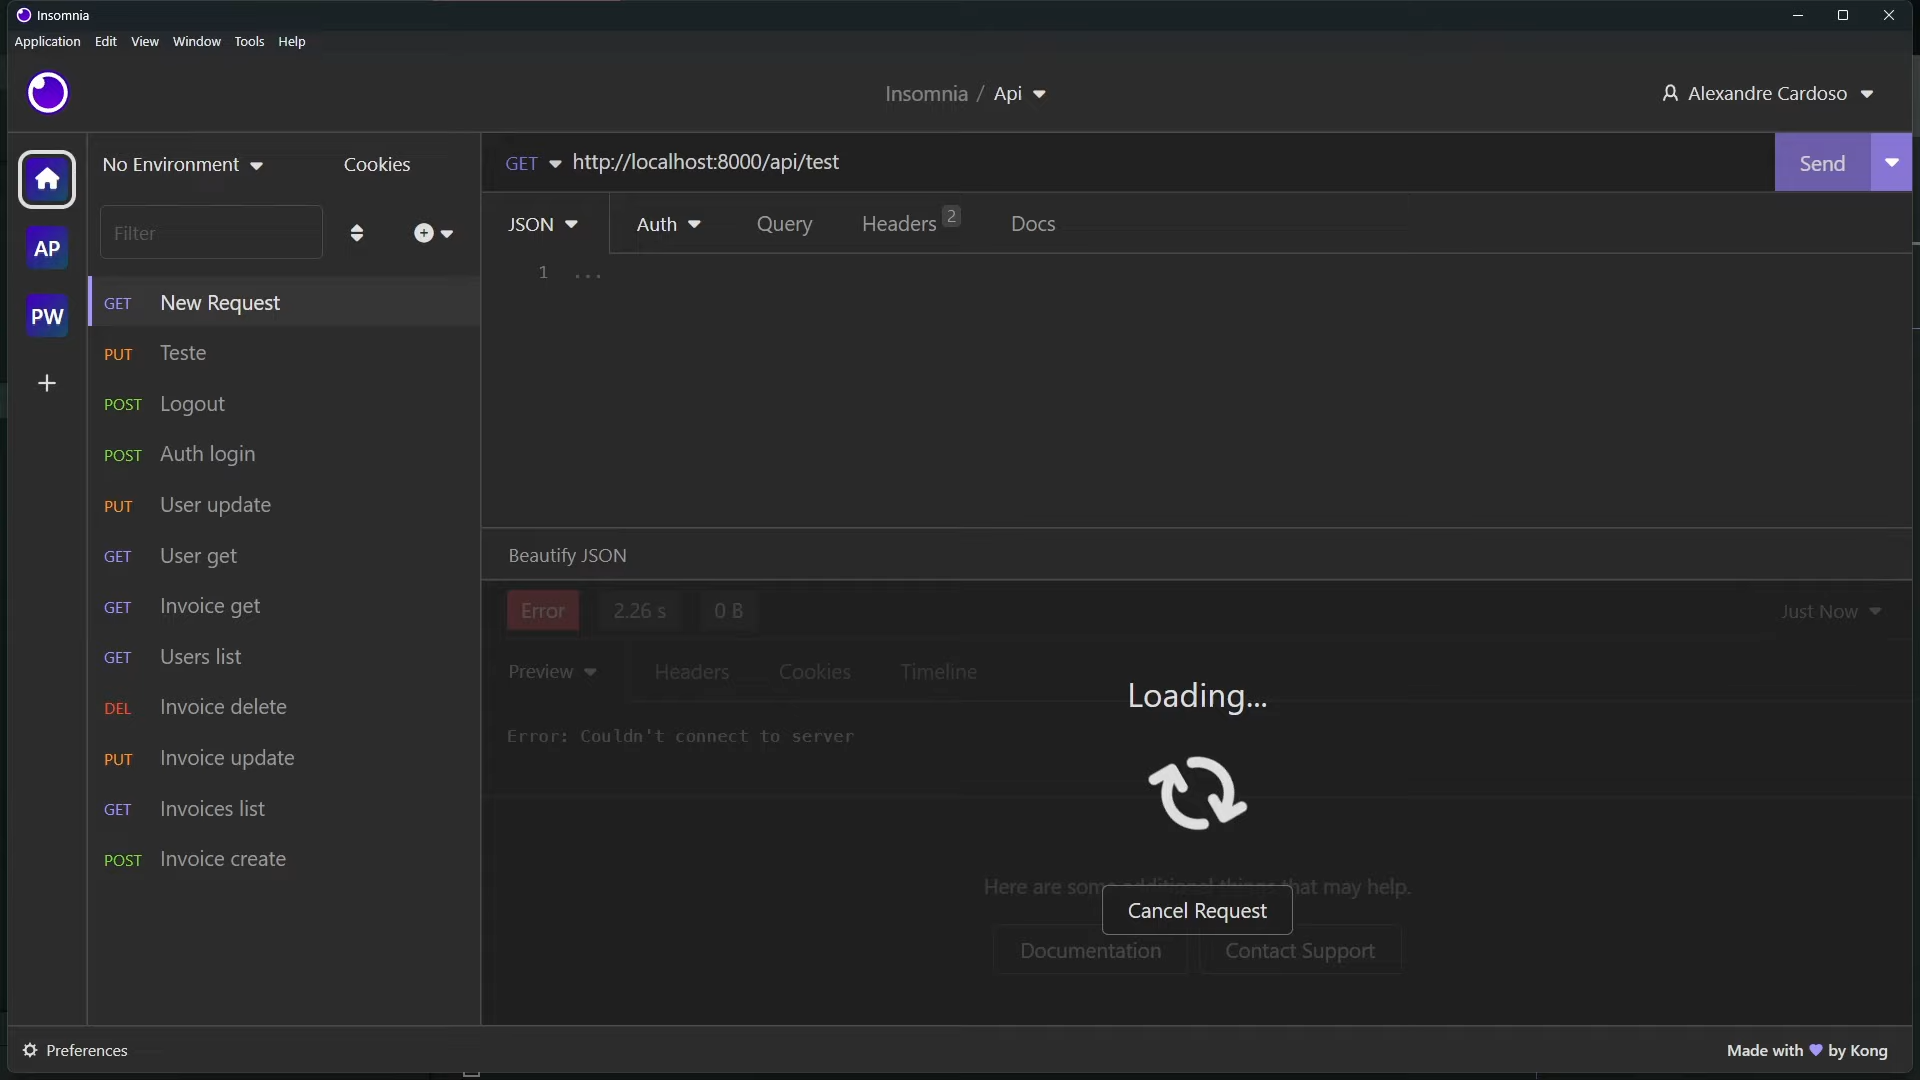 Insomnia
Application Edit View Window Tools Help
Insomnia / Api
Alexandre Cardoso
No Environment
Cookies
GET http://localhost:8000/api/test
Send
Filter
JSON
Auth
Query
Headers 2
Docs
1 ...
AP
PW
GET New Request
PUT Teste
POST Logout
POST Auth login
PUT User update
GET User get
GET Invoice get
GET Users list
DEL Invoice delete
PUT Invoice update
GET Invoices list
POST Invoice create
Beautify JSON
Error 2.26 s 0 B
Just Now
Preview
Headers
Cookies
Timeline
Loading...
Error: Couldn't connect to server
Here are some additional things that may help.
Cancel Request
Documentation
Contact Support
Preferences
Made with 💜 by Kong